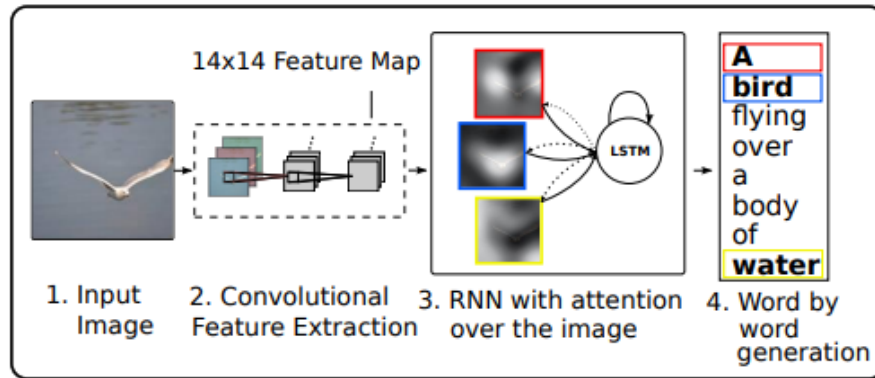 14x14 Feature Map
LSTM
A
bird
flying
over
a
body
of
water
1. Input
Image
2. Convolutional
Feature Extraction
3. RNN with attention
over the image
4. Word by
word
generation